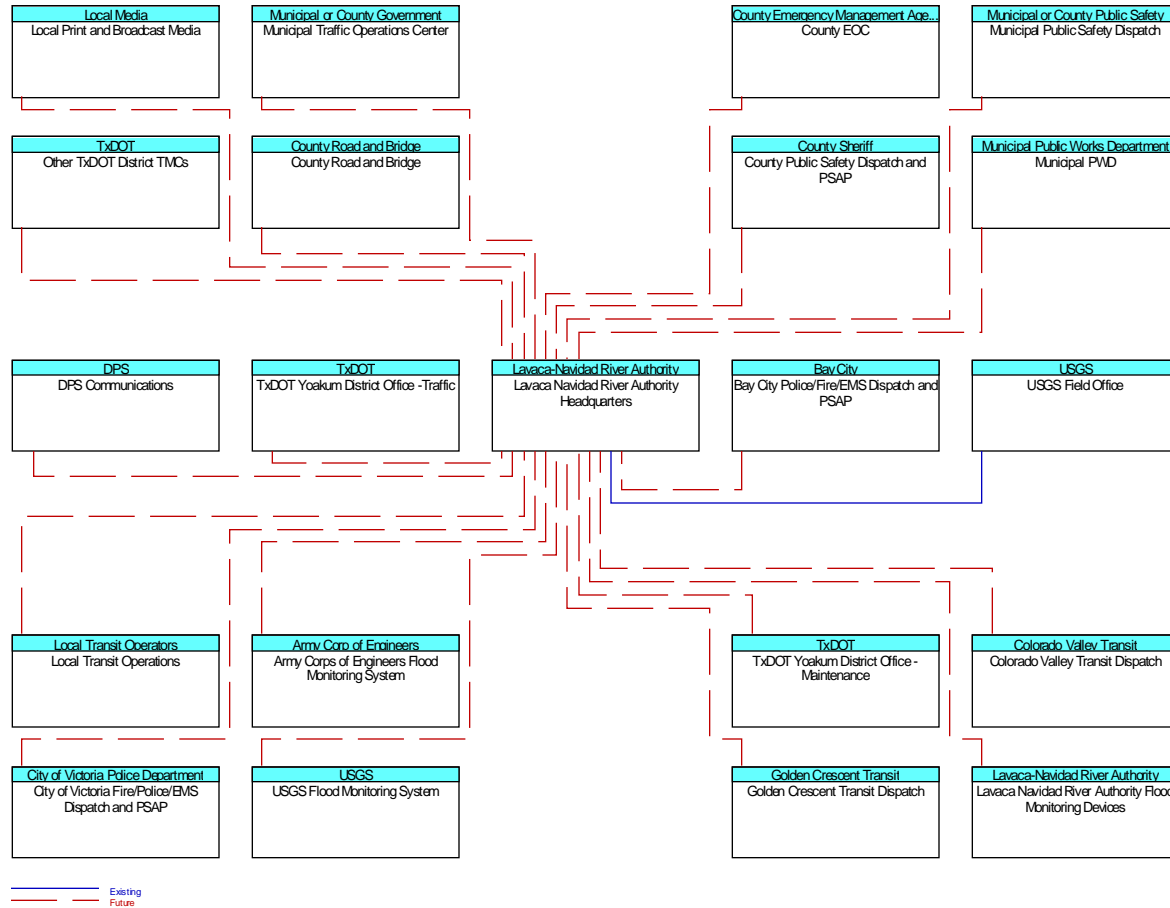 Local Media
Local Print and Broadcast Media
Municipal or County Government
Municipal Traffic Operations Center
County Emergency Management Age...
County EOC
Municipal or County Public Safety
Municipal Public Safety Dispatch
TxDOT
Other TxDOT District TMCs
County Road and Bridge
County Road and Bridge
County Sheriff
County Public Safety Dispatch and
PSAP
Municipal Public Works Department
Municipal PWD
DPS
DPS Communications
TxDOT
TxDOT Yoakum District Office -Traffic
Lavaca-Navidad River Authority
Lavaca Navidad River Authority
Headquarters
Bay City
Bay City Police/Fire/EMS Dispatch and
PSAP
USGS
USGS Field Office
Local Transit Operators
Local Transit Operations
Army Corp of Engineers
Army Corps of Engineers Flood
Monitoring System
TxDOT
TxDOT Yoakum District Office -
Maintenance
Colorado Valley Transit
Colorado Valley Transit Dispatch
City of Victoria Police Department
City of Victoria Fire/Police/EMS
Dispatch and PSAP
USGS
USGS Flood Monitoring System
Golden Crescent Transit
Golden Crescent Transit Dispatch
Lavaca-Navidad River Authority
Lavaca Navidad River Authority Flood
Monitoring Devices
Existing
Future